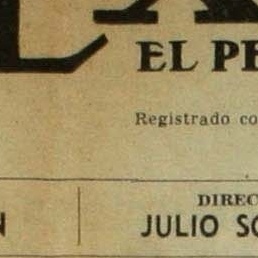 EL PE
Registrado co
DIREC
N JULIO SO